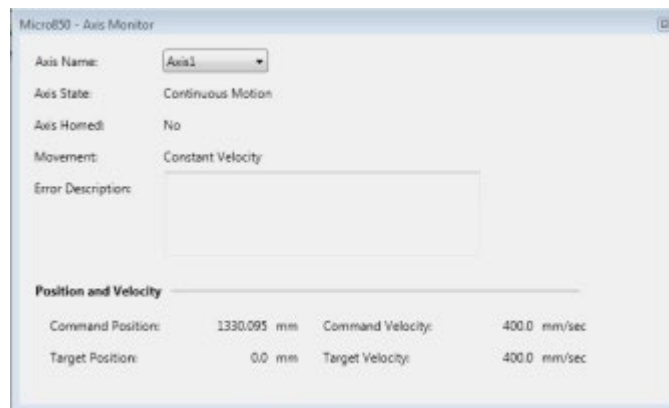 Micro850 - Axis Monitor
Axis Name: Axis1
Axis State: Continuous Motion
Axis Homed: No
Movement: Constant Velocity
Error Description:
Position and Velocity
Command Position: 1330.095 mm Command Velocity: 400.0 mm/sec
Target Position: 0.0 mm Target Velocity: 400.0 mm/sec